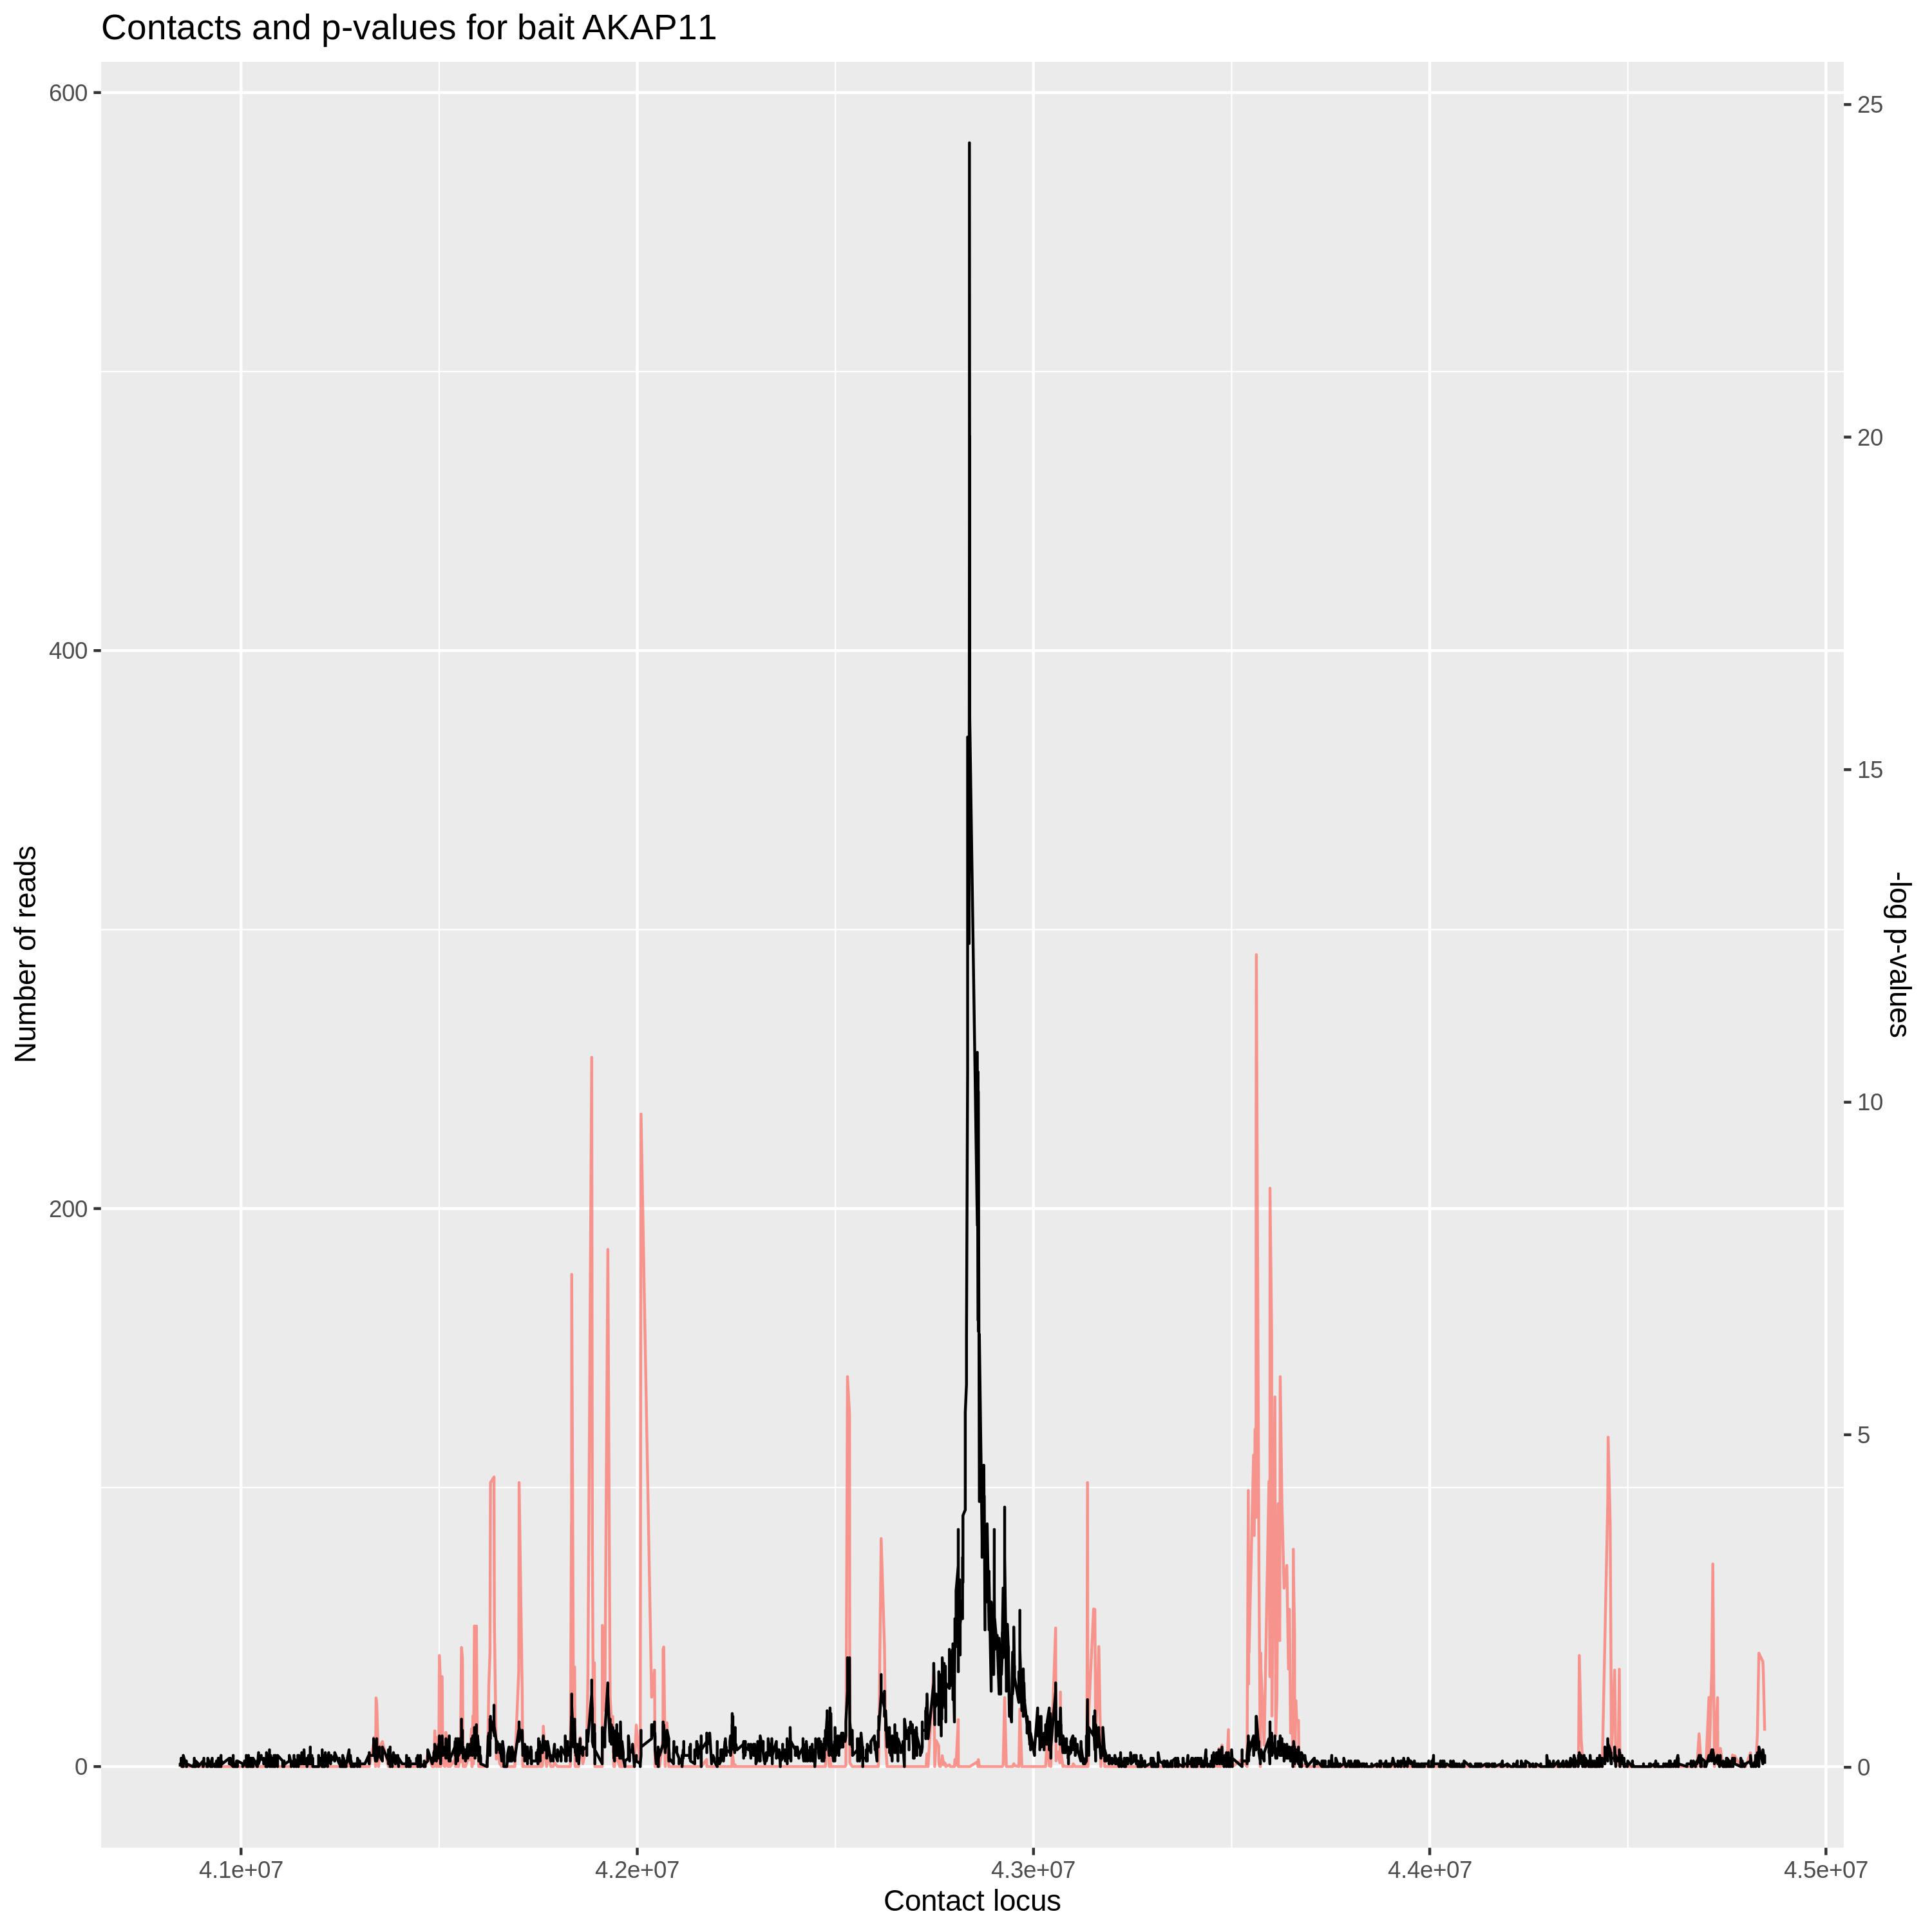 Contacts and p-values for bait AKAP11
600
400
200
0
Number of reads
25
20
15
10
5
0
-log p-values
4.1e+07
4.2e+07
4.3e+07
4.4e+07
4.5e+07
Contact locus